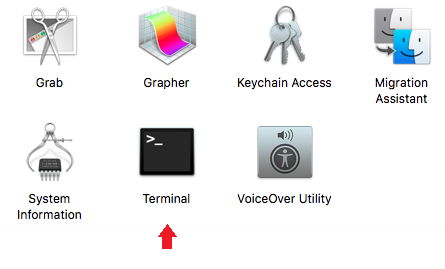 Grab
Grapher
Keychain Access
Migration
Assistant
>_
System
Information
Terminal
VoiceOver Utility